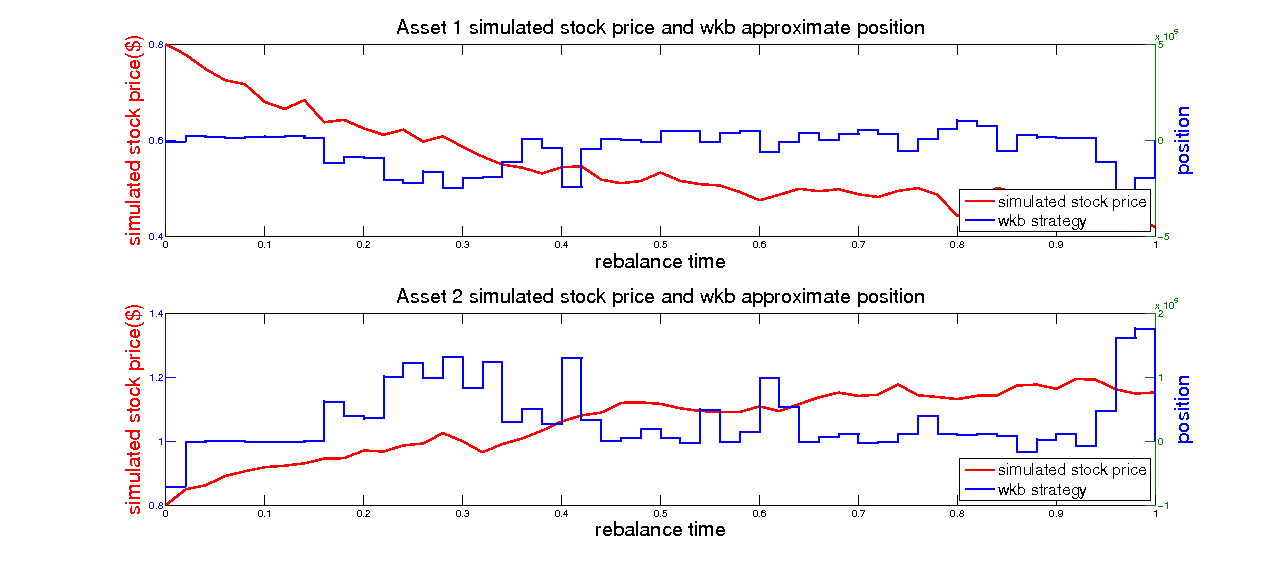 Asset 1 simulated stock price and wkb approximate position
simulated stock price($)
0.8
0.6
0.4
5
0
−5
position
simulated stock price
wkb strategy
0 0.1 0.2 0.3 0.4 0.5 0.6 0.7 0.8 0.9 1
rebalance time
Asset 2 simulated stock price and wkb approximate position
simulated stock price($)
1.4
1.2
1
0.8
2
1
0
−1
position
simulated stock price
wkb strategy
0 0.1 0.2 0.3 0.4 0.5 0.6 0.7 0.8 0.9 1
rebalance time